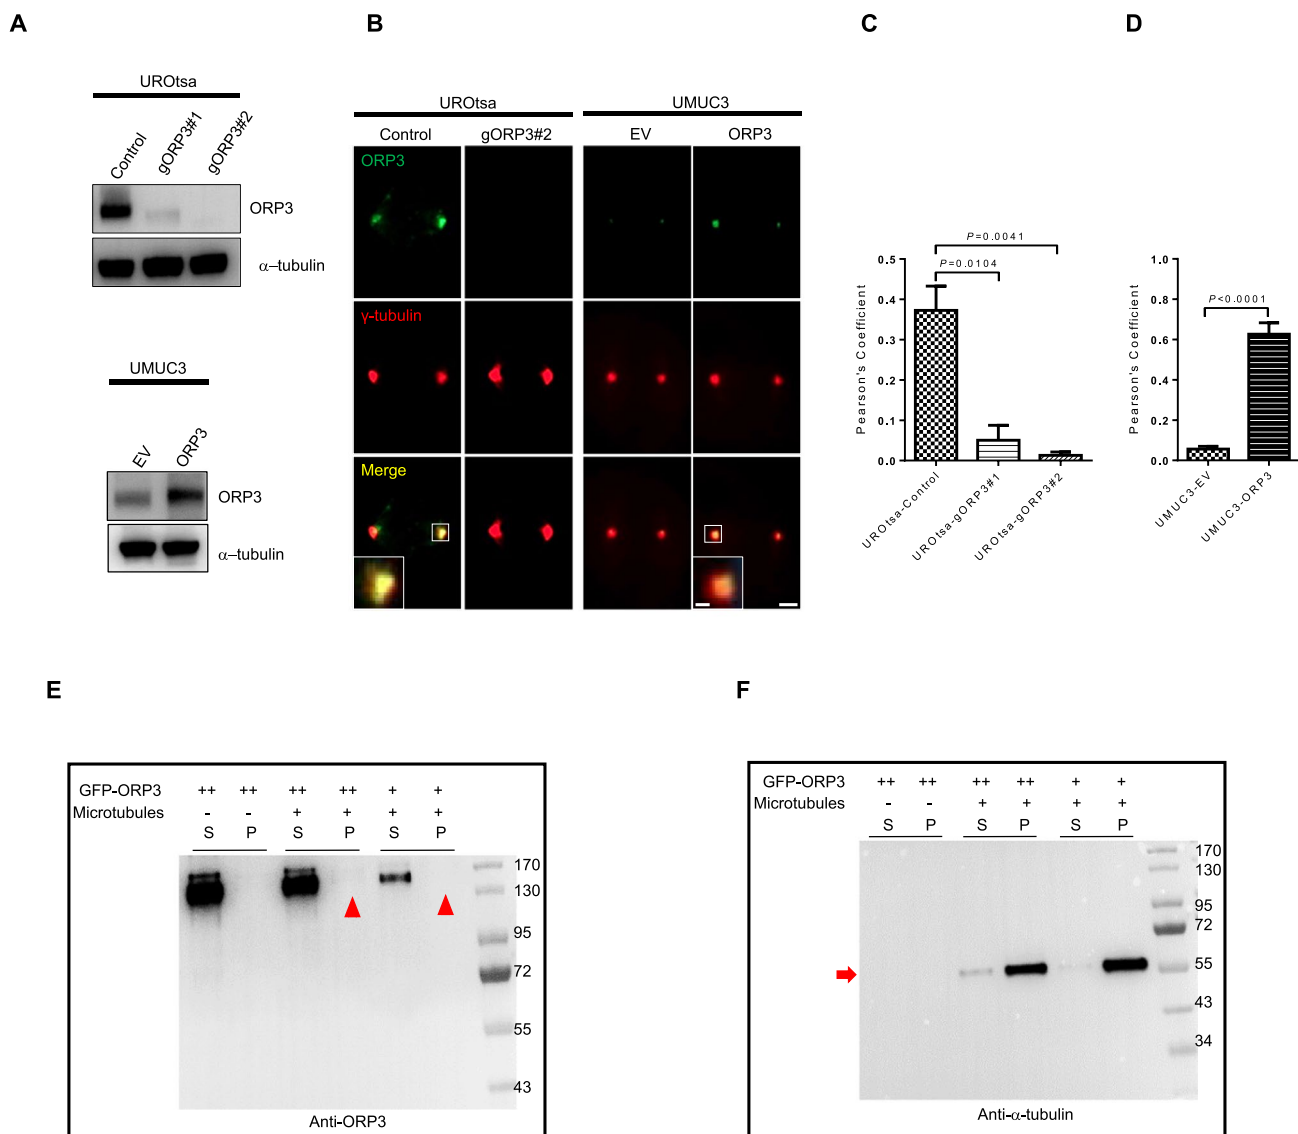 A
B
C
D
UROtsa
Control
gORP3#1
gORP3#2
ORP3
α–tubulin
UMUC3
EV
ORP3
ORP3
α–tubulin
UROtsa
UMUC3
Control
gORP3#2
EV
ORP3
ORP3
γ-tubulin
Merge
P=0.0041
P=0.0104
Pearson's Coefficient
0.5
0.4
0.3
0.2
0.1
0.0
UROtsa-Control
UROtsa-gORP3#1
UROtsa-gORP3#2
P<0.0001
Pearson's Coefficient
1.0
0.8
0.6
0.4
0.2
0.0
UMUC3-EV
UMUC3-ORP3
E
F
GFP-ORP3 ++ ++ ++ ++ + +
Microtubules - - + + + +
S P S P S P
170
130
95
72
55
43
Anti-ORP3
GFP-ORP3 ++ ++ ++ ++ + +
Microtubules - - + + + +
S P S P S P
170
130
95
72
55
43
34
Anti-α-tubulin